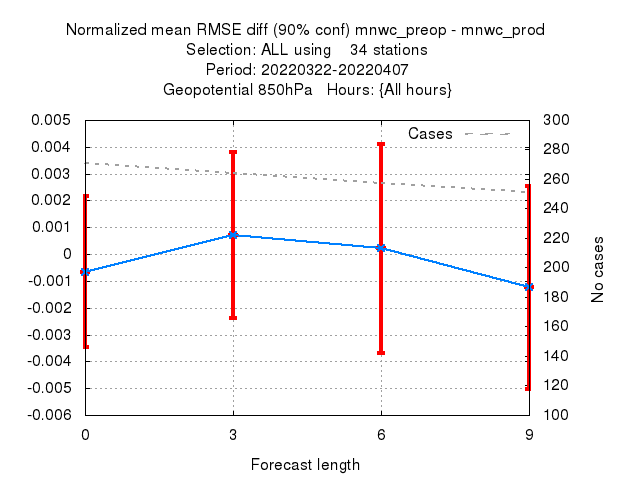 Normalized mean RMSE diff (90% conf) mnwc_preop - mnwc_prod
Selection: ALL using    34 stations
Period: 20220322-20220407
Geopotential 850hPa   Hours: {All hours}
Cases
0.005
0.004
0.003
0.002
0.001
0
-0.001
-0.002
-0.003
-0.004
-0.005
-0.006
300
280
260
240
220
200
180
160
140
120
100
No cases
0 3 6 9
Forecast length